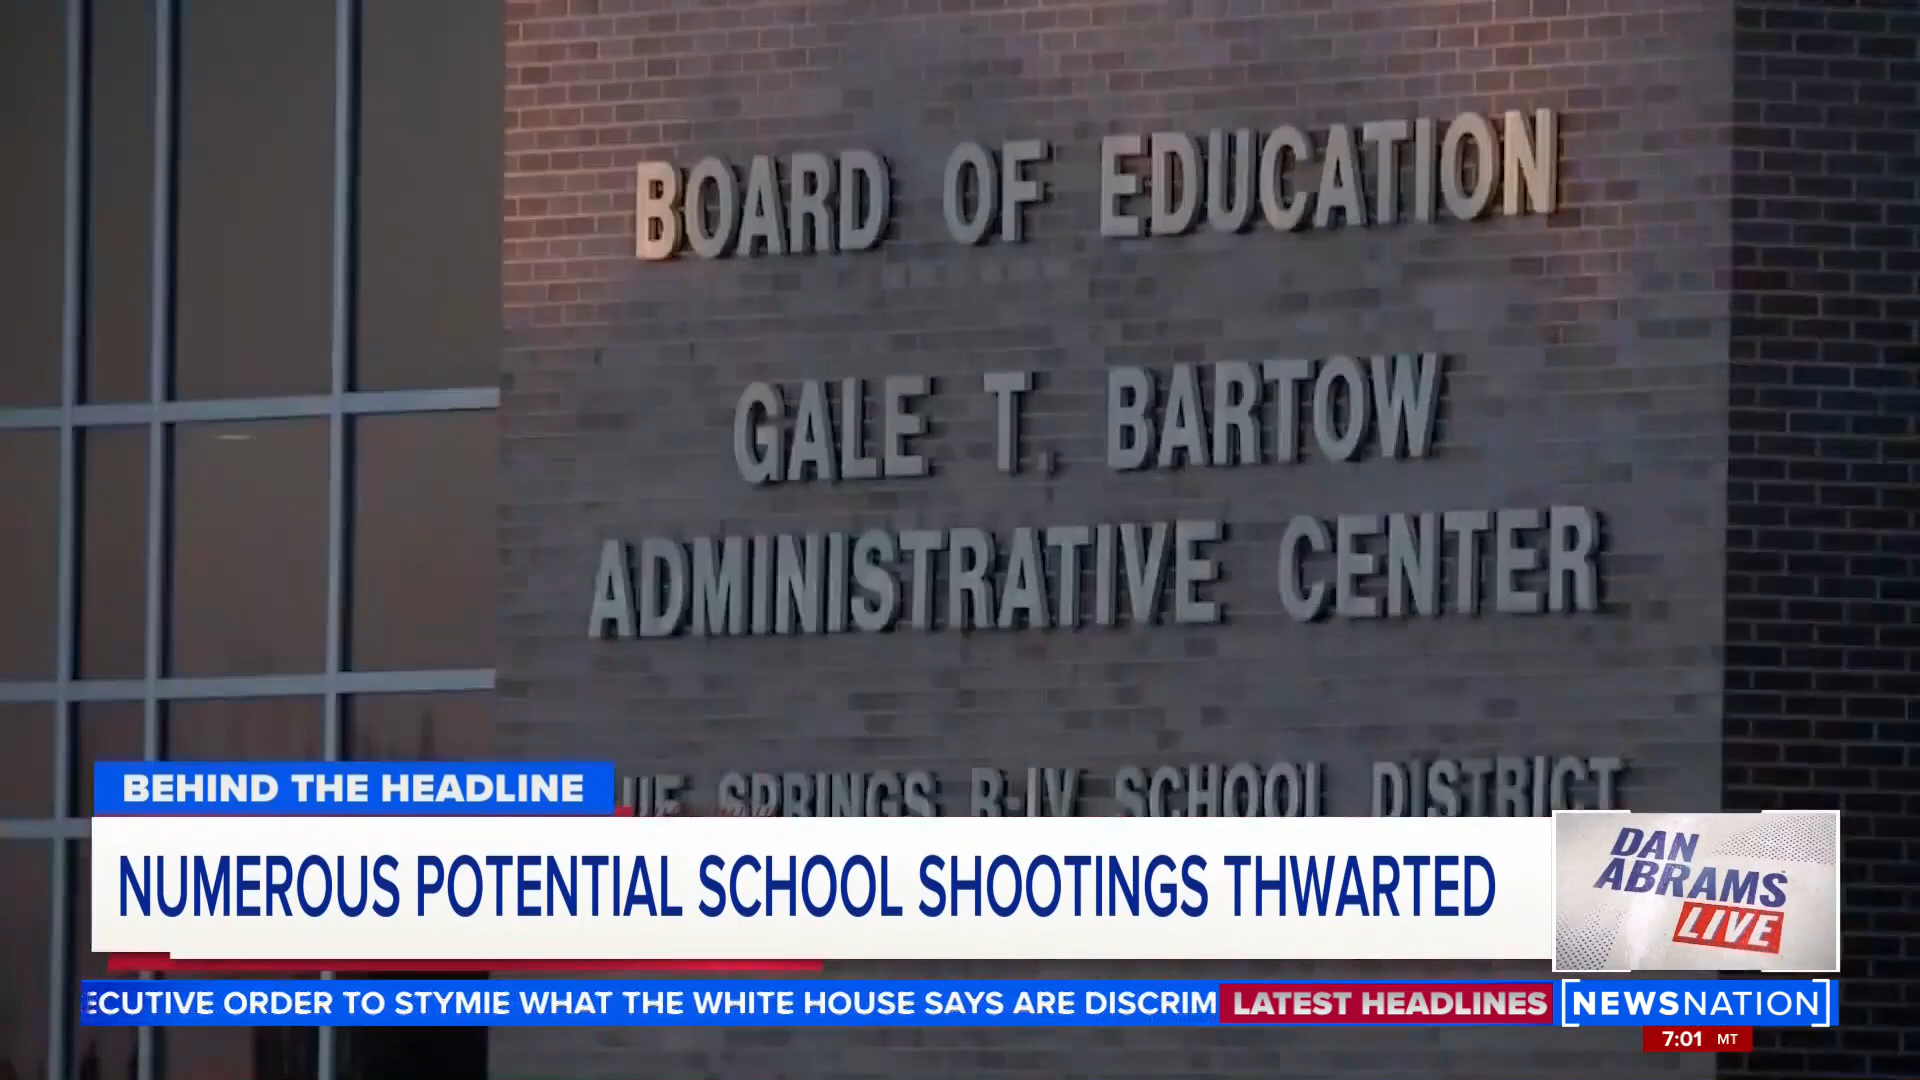 BOARD OF EDUCATION
GALE T. BARTOW
ADMINISTRATIVE CENTER
UE SPRINGS R-IV SCHOOL DISTRICT
BEHIND THE HEADLINE
NUMEROUS POTENTIAL SCHOOL SHOOTINGS THWARTED
DAN
ABRAMS
LIVE
ECUTIVE ORDER TO STYMIE WHAT THE WHITE HOUSE SAYS ARE DISCRIM
LATEST HEADLINES
NEWSNATION
7:01 MT